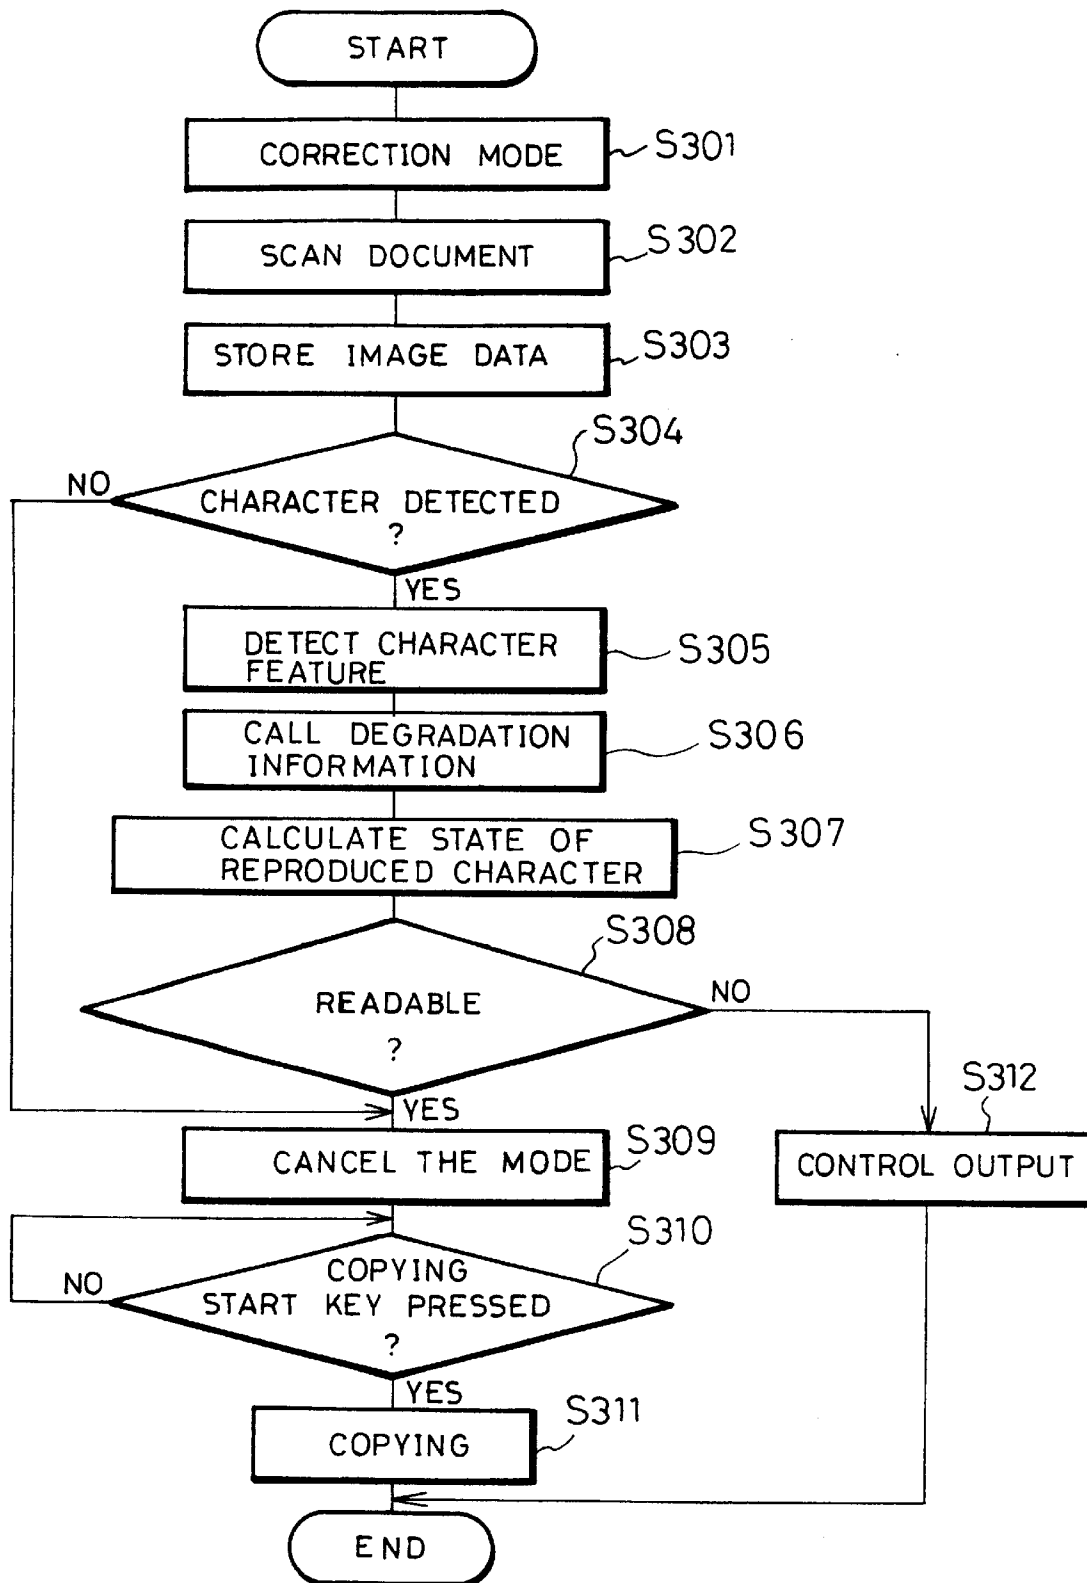 START
CORRECTION MODE
S301
SCAN DOCUMENT
S302
STORE IMAGE DATA
S303
S304
NO
CHARACTER DETECTED
?
YES
DETECT CHARACTER
FEATURE
S305
CALL DEGRADATION
INFORMATION
S306
CALCULATE STATE OF
REPRODUCED CHARACTER
S307
S308
READABLE
?
NO
YES
S312
CANCEL THE MODE
S309
CONTROL OUTPUT
S310
COPYING
START KEY PRESSED
?
NO
YES
COPYING
S311
END